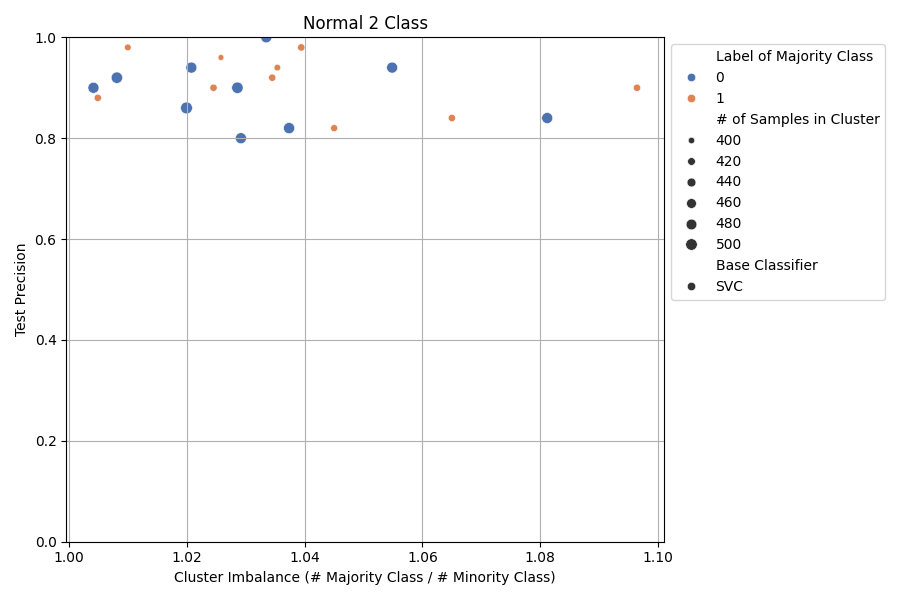 Normal 2 Class
1.0
0.8
0.6
0.4
0.2
0.0
Test Precision
1.00
1.02
1.04
1.06
1.08
1.10
Cluster Imbalance (# Majority Class / # Minority Class)
Label of Majority Class
0
1
# of Samples in Cluster
400
420
440
460
480
500
Base Classifier
SVC